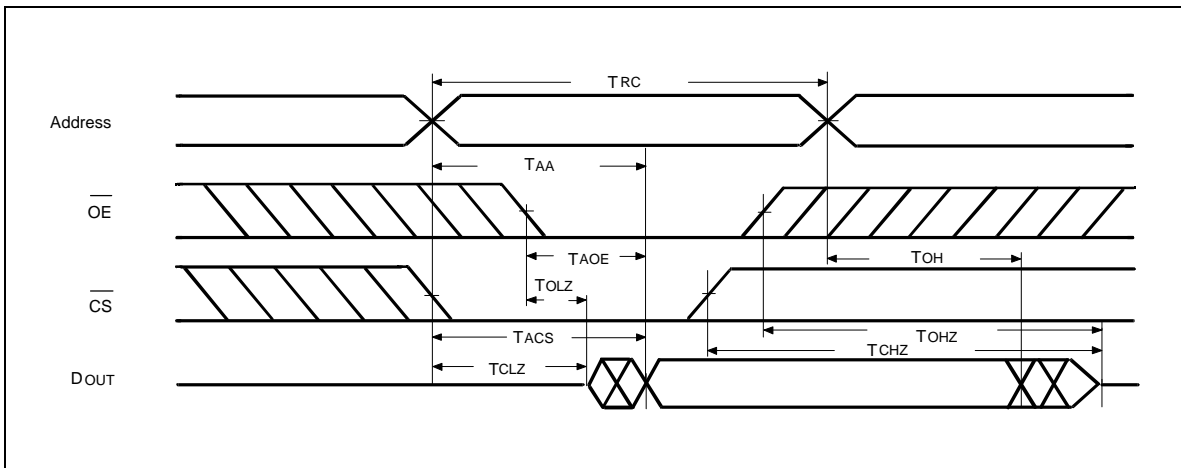 TRC
Address
TAA
OE
TAOE
TOH
TOLZ
CS
TACS
TOHZ
TCHZ
TCLZ
DOUT